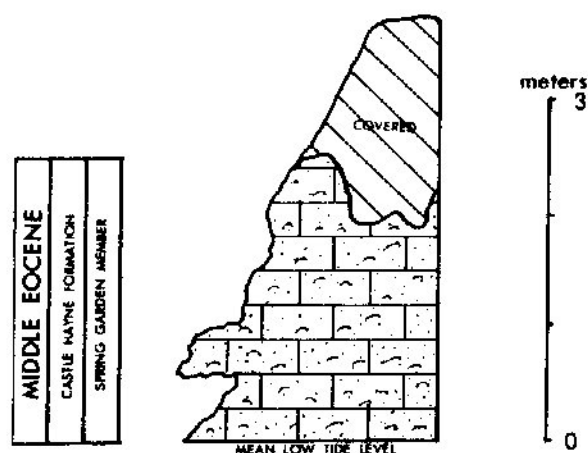 meters
3
COVERED
MIDDLE EOCENE
CASTLE HAYNE FORMATION
SPRING GARDEN MEMBER
MEAN LOW TIDE LEVEL
0